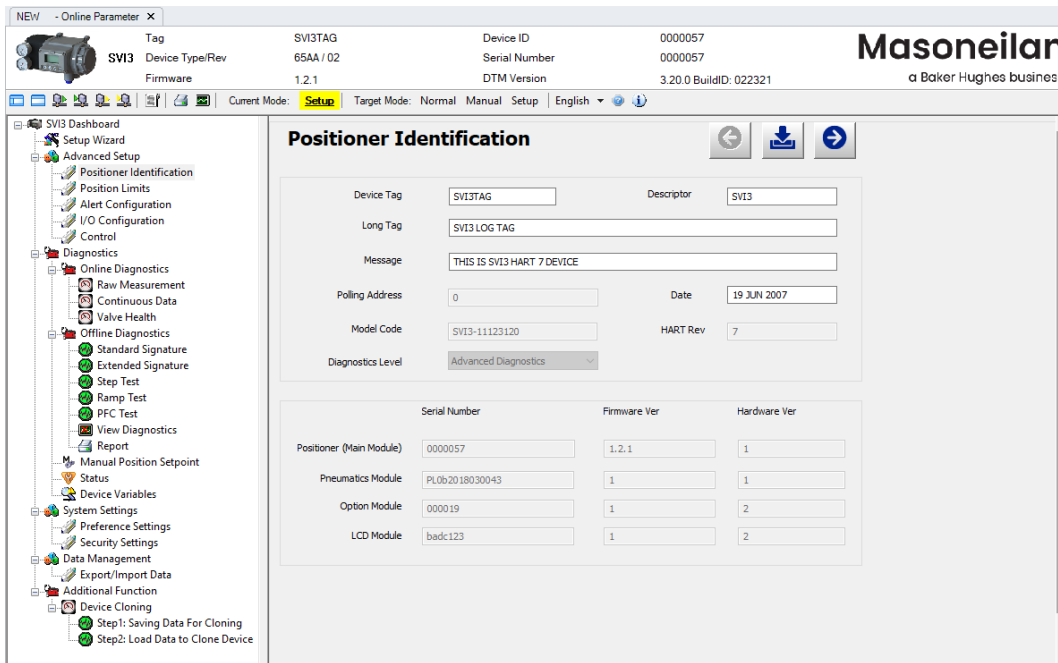 NEW - Online Parameter X
Tag SVI3TAG Device ID 0000057
SVI3 Device Type/Rev 65AA / 02 Serial Number 0000057
Firmware 1.2.1 DTM Version 3.20.0 BuildID: 022321
Masoneilan
a Baker Hughes busines
Current Mode: Setup Target Mode: Normal Manual Setup English
SVI3 Dashboard
Setup Wizard
Advanced Setup
Positioner Identification
Position Limits
Alert Configuration
I/O Configuration
Control
Diagnostics
Online Diagnostics
Raw Measurement
Continuous Data
Valve Health
Offline Diagnostics
Standard Signature
Extended Signature
Step Test
Ramp Test
PFC Test
View Diagnostics
Report
Manual Position Setpoint
Status
Device Variables
System Settings
Preference Settings
Security Settings
Data Management
Export/Import Data
Additional Function
Device Cloning
Step1: Saving Data For Cloning
Step2: Load Data to Clone Device
Positioner Identification
Device Tag SVI3TAG Descriptor SVI3
Long Tag SVI3 LOG TAG
Message THIS IS SVI3 HART 7 DEVICE
Polling Address 0 Date 19 JUN 2007
Model Code SVI3-11123120 HART Rev 7
Diagnostics Level Advanced Diagnostics
Serial Number Firmware Ver Hardware Ver
Positioner (Main Module) 0000057 1.2.1 1
Pneumatics Module PL0b2018030043 1 1
Option Module 000019 1 2
LCD Module badc123 1 2